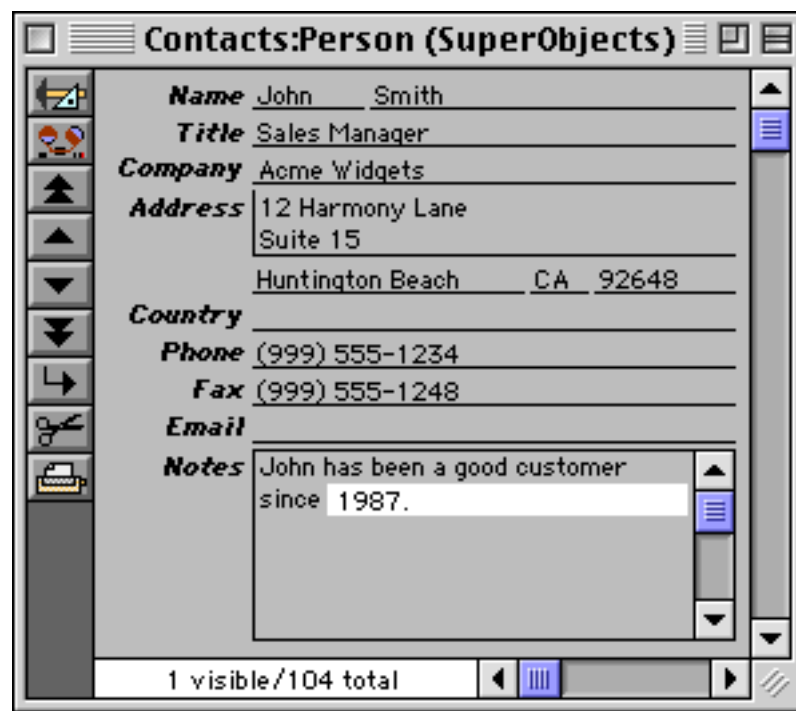 Contacts:Person (SuperObjects)
Name John Smith
Title Sales Manager
Company Acme Widgets
Address 12 Harmony Lane
Suite 15
Huntington Beach CA 92648
Country
Phone (999) 555-1234
Fax (999) 555-1248
Email
Notes John has been a good customer
since 1987.
1 visible/104 total